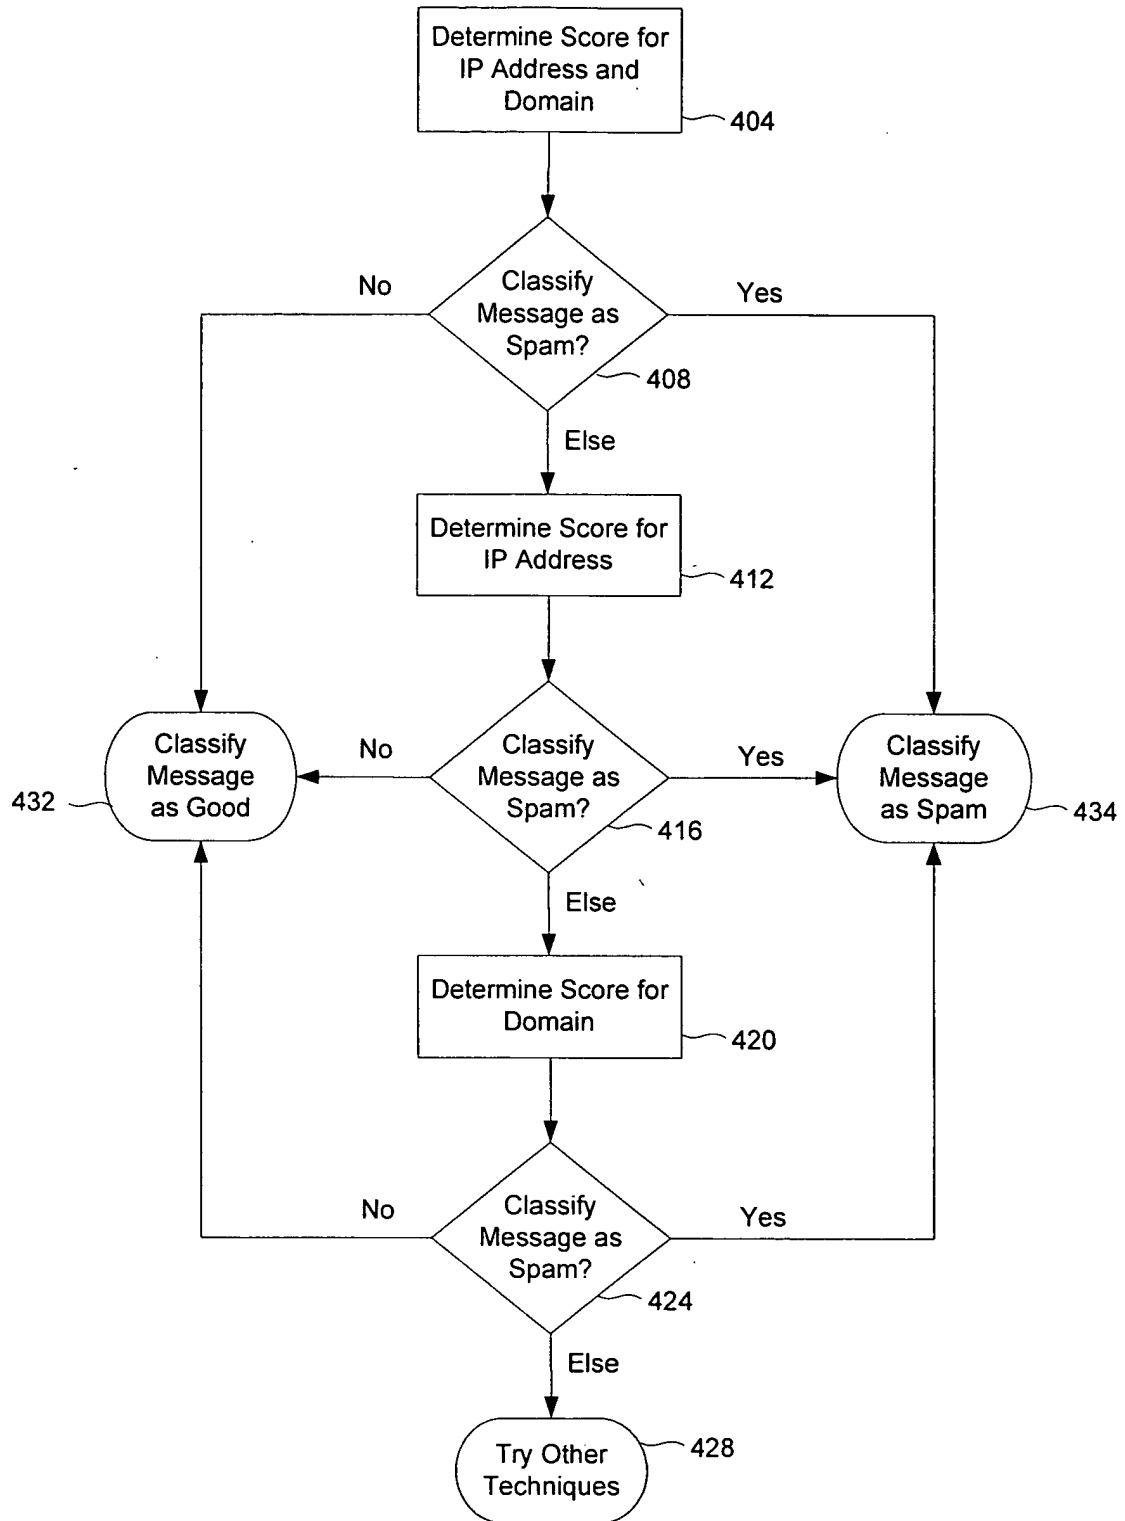 Determine Score for
IP Address and
Domain
404
No
Classify
Message as
Spam?
Yes
408
Else
Determine Score for
IP Address
412
Classify
Message
as Good
432
No
Classify
Message as
Spam?
Yes
416
Classify
Message
as Spam
434
Else
Determine Score for
Domain
420
No
Classify
Message as
Spam?
Yes
424
Else
Try Other
Techniques
428